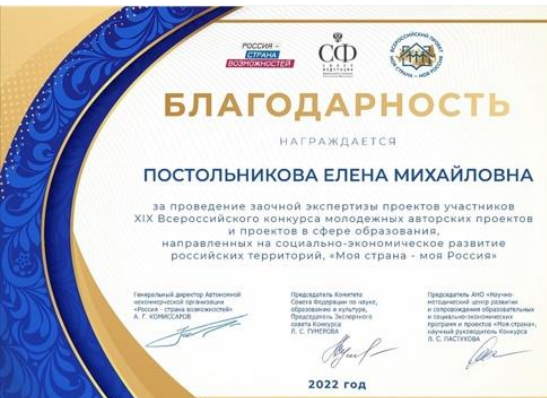 РОССИЯ -
СТРАНА
ВОЗМОЖНОСТЕЙ
СФ
ВСЕРОССИЙСКИЙ ПРОЕКТ
МОЯ СТРАНА – МОЯ РОССИЯ
БЛАГОДАРНОСТЬ
НАГРАЖДАЕТСЯ
ПОСТОЛЬНИКОВА ЕЛЕНА МИХАЙЛОВНА
за проведение заочной экспертизы проектов участников
XIX Всероссийского конкурса молодежных авторских проектов
и проектов в сфере образования,
направленных на социально-экономическое развитие
российских территорий, «Моя страна - моя Россия»
Генеральный директор Автономной
некоммерческой организации
«Россия - страна возможностей»
А. Г. КОМИССАРОВ
Председатель Комитета
Совета Федерации по науке,
образованию и культуре,
Председатель Экспертного
совета Конкурса
Л. С. ГУМЕРОВА
Председатель АНО «Научно-
методический центр развития
и сопровождения образовательных
и социально-экономических
программ и проектов «Моя страна»,
научный руководитель Конкурса
Л. С. ПАСТУХОВА
2022 год